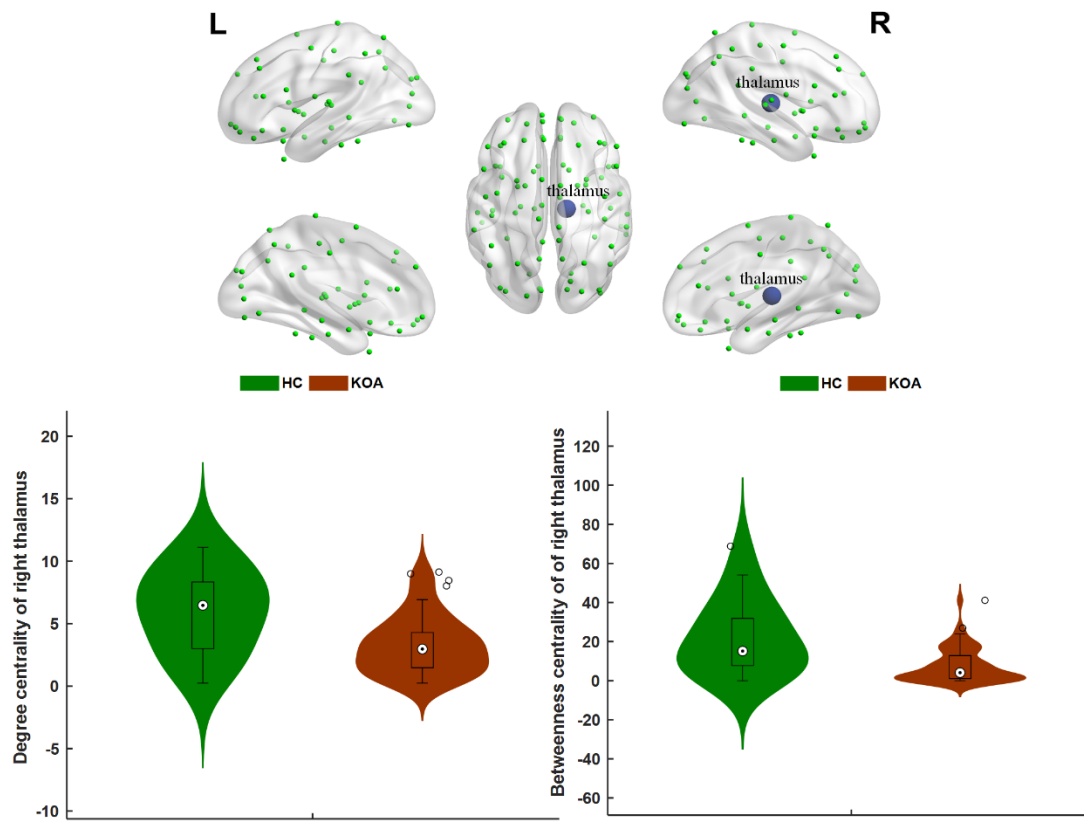 L
R
thalamus
thalamus
thalamus
HC KOA
HC KOA
Degree centrality of right thalamus
20
15
10
5
0
-5
-10
Betweenness centrality of of right thalamus
120
100
80
60
40
20
0
-20
-40
-60